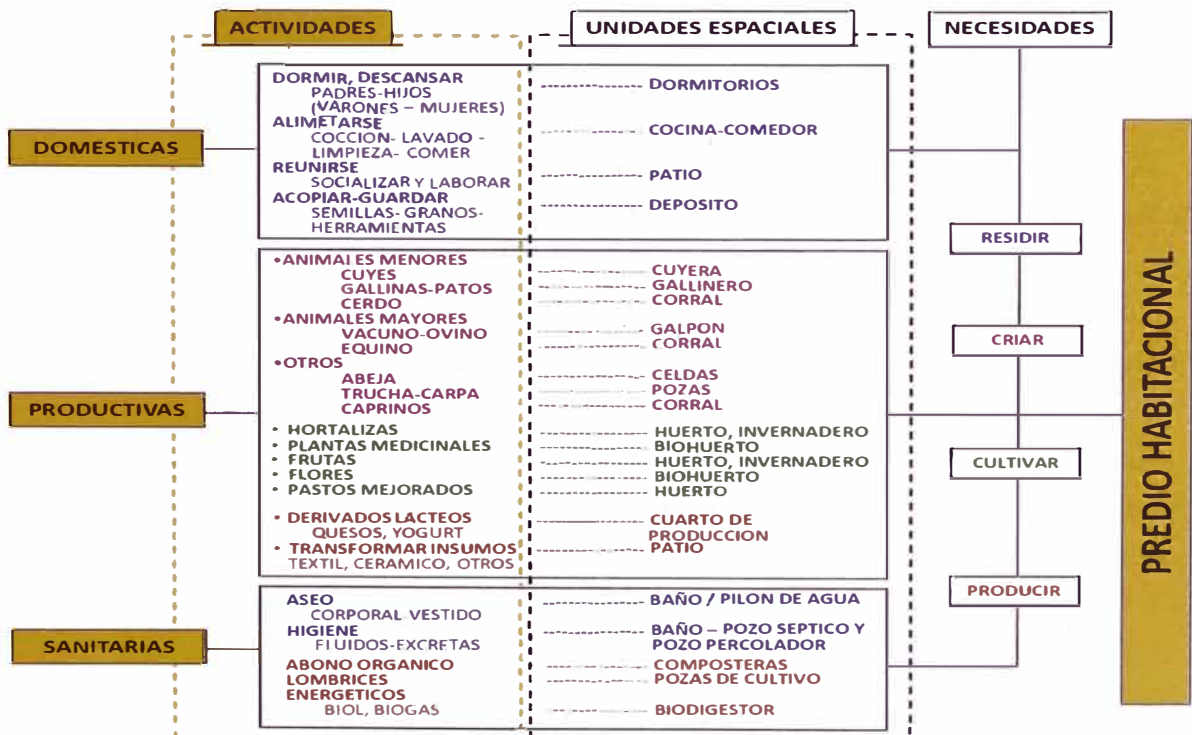 ACTIVIDADES
UNIDADES ESPACIALES
NECESIDADES
DOMESTICAS
DORMIR, DESCANSAR
PADRES-HIJOS
(VARONES – MUJERES)
ALIMETARSE
COCCION- LAVADO -
LIMPIEZA- COMER
REUNIRSE
SOCIALIZAR Y LABORAR
ACOPIAR-GUARDAR
SEMILLAS- GRANOS-
HERRAMIENTAS
DORMITORIOS
COCINA-COMEDOR
PATIO
DEPOSITO
PRODUCTIVAS
•ANIMALES MENORES
CUYES
GALLINAS-PATOS
CERDO
•ANIMALES MAYORES
VACUNO-OVINO
EQUINO
•OTROS
ABEJA
TRUCHA-CARPA
CAPRINOS
• HORTALIZAS
• PLANTAS MEDICINALES
• FRUTAS
• FLORES
• PASTOS MEJORADOS
• DERIVADOS LACTEOS
QUESOS, YOGURT
• TRANSFORMAR INSUMOS
TEXTIL, CERAMICO, OTROS
CUYERA
GALLINERO
CORRAL
GALPON
CORRAL
CELDAS
POZAS
CORRAL
HUERTO, INVERNADERO
BIOHUERTO
HUERTO, INVERNADERO
BIOHUERTO
HUERTO
CUARTO DE
PRODUCCION
PATIO
SANITARIAS
ASEO
CORPORAL VESTIDO
HIGIENE
FLUIDOS-EXCRETAS
ABONO ORGANICO
LOMBRICES
ENERGETICOS
BIOL, BIOGAS
BAÑO / PILON DE AGUA
BAÑO – POZO SEPTICO Y
POZO PERCOLADOR
COMPOSTERAS
POZAS DE CULTIVO
BIODIGESTOR
RESIDIR
CRIAR
CULTIVAR
PRODUCIR
PREDIO HABITACIONAL